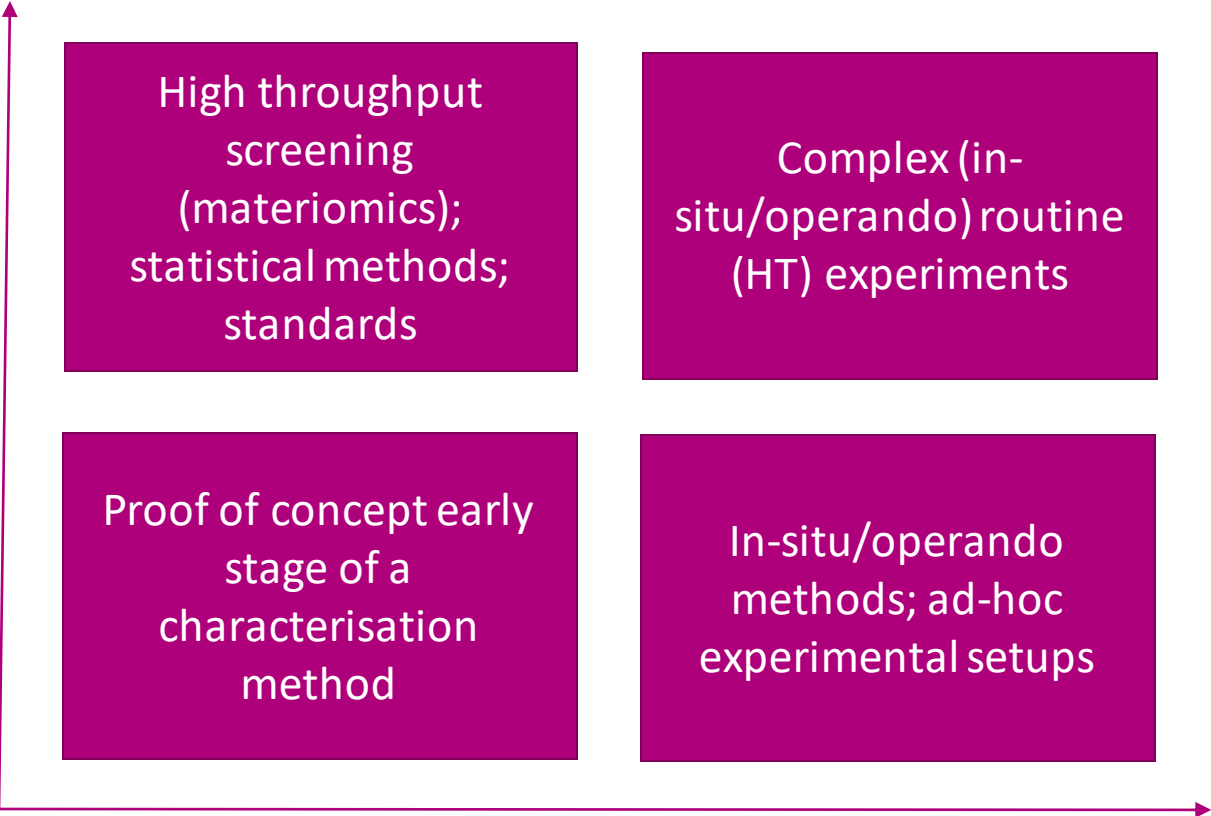 High throughput
screening
(materiomics);
statistical methods;
standards
Complex (in-
situ/operando) routine
(HT) experiments
Proof of concept early
stage of a
characterisation
method
In-situ/operando
methods; ad-hoc
experimental setups